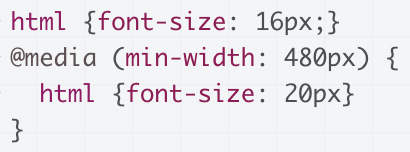 html {font-size: 16px;}
@media (min-width: 480px) {
  html {font-size: 20px}
}